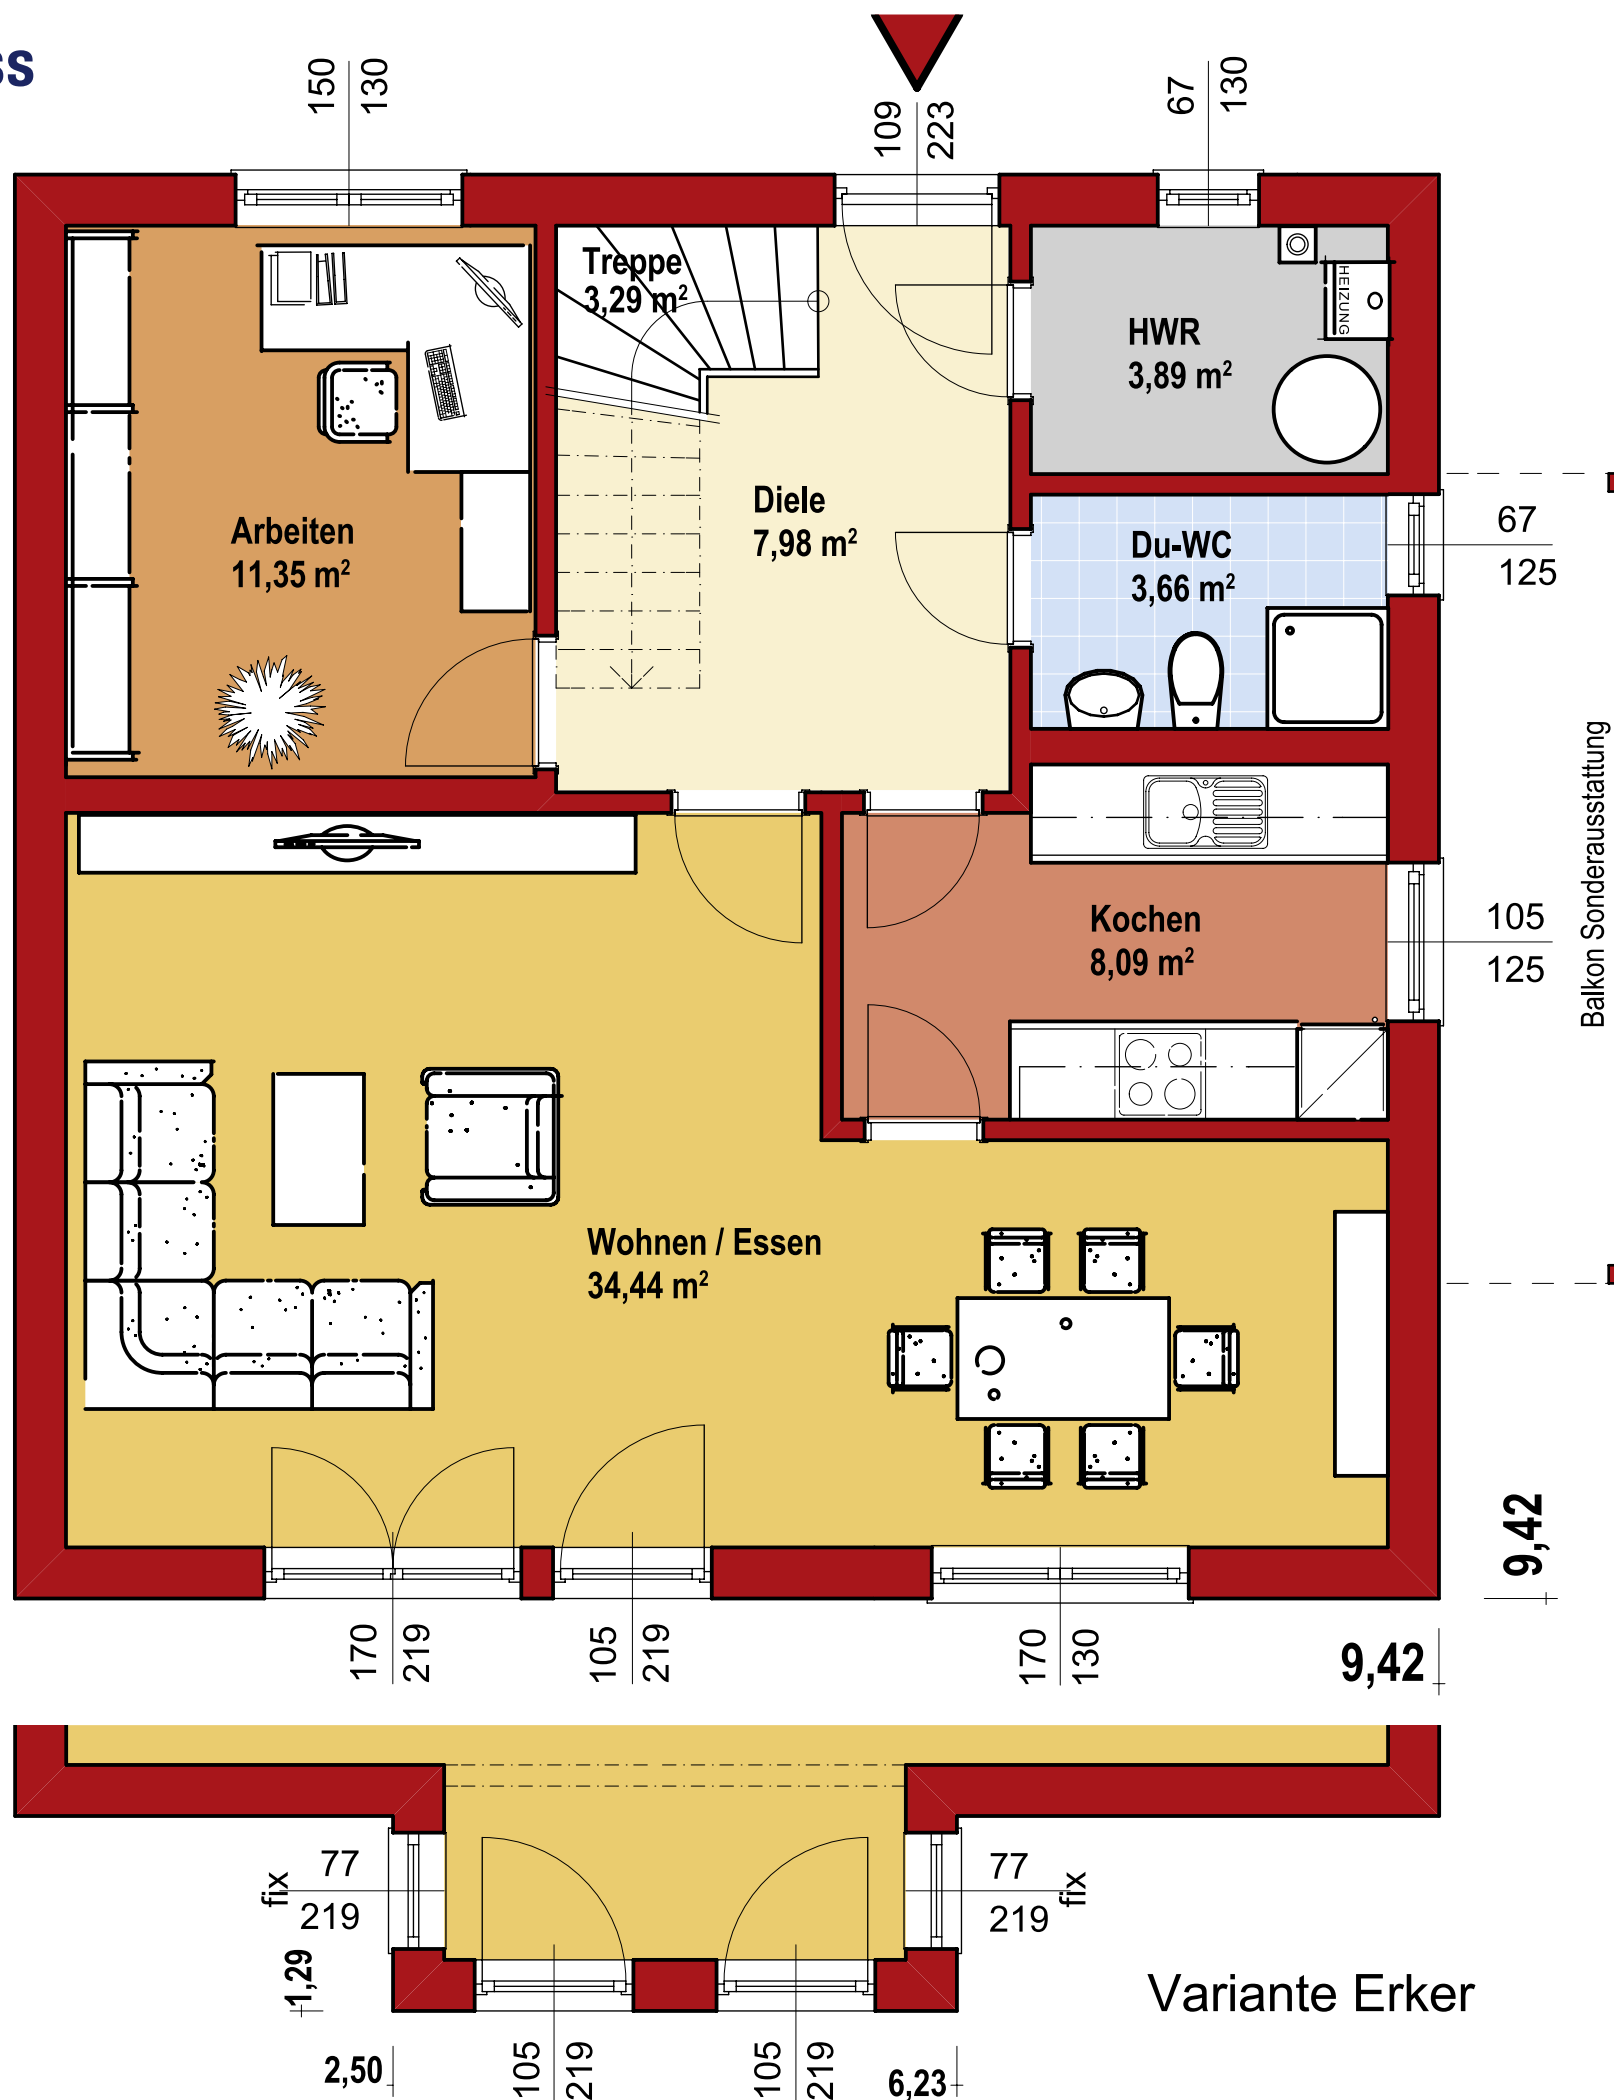 ss
150
130
109
223
67
130
Treppe
3,29 m²
HWR
3,89 m²
HEIZUNG
Diele
7,98 m²
Arbeiten
11,35 m²
Du-WC
3,66 m²
67
125
Kochen
8,09 m²
105
125
Balkon Sonderausstattung
Wohnen / Essen
34,44 m²
9,42
170
219
105
219
170
130
9,42
fix
77
219
77
219
fix
1,29
Variante Erker
2,50
105
219
105
219
6,23